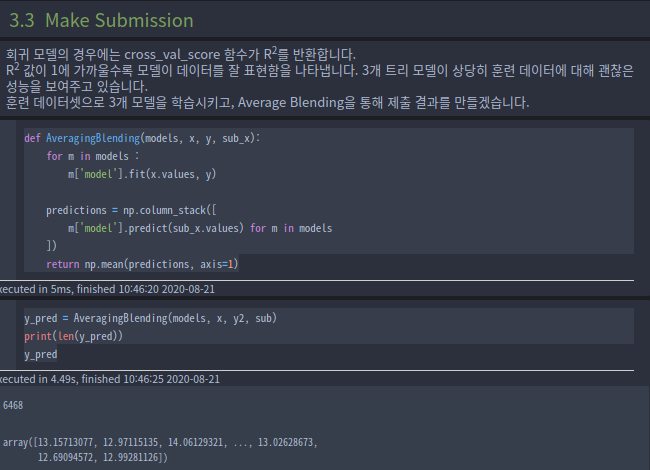 3.3 Make Submission
회귀 모델의 경우에는 cross_val_score 함수가 R²를 반환합니다.
R² 값이 1에 가까울수록 모델이 데이터를 잘 표현함을 나타냅니다. 3개 트리 모델이 상당히 훈련 데이터에 대해 괜찮은
성능을 보여주고 있습니다.
훈련 데이터셋으로 3개 모델을 학습시키고, Average Blending을 통해 제출 결과를 만들겠습니다.
def AveragingBlending(models, x, y, sub_x):
    for m in models :
        m['model'].fit(x.values, y)
    predictions = np.column_stack([
        m['model'].predict(sub_x.values) for m in models
    ])
    return np.mean(predictions, axis=1)
xecuted in 5ms, finished 10:46:20 2020-08-21
y_pred = AveragingBlending(models, x, y2, sub)
print(len(y_pred))
y_pred
xecuted in 4.49s, finished 10:46:25 2020-08-21
6468
array([13.15713077, 12.97115135, 14.06129321, ..., 13.02628673,
       12.69094572, 12.99281126])